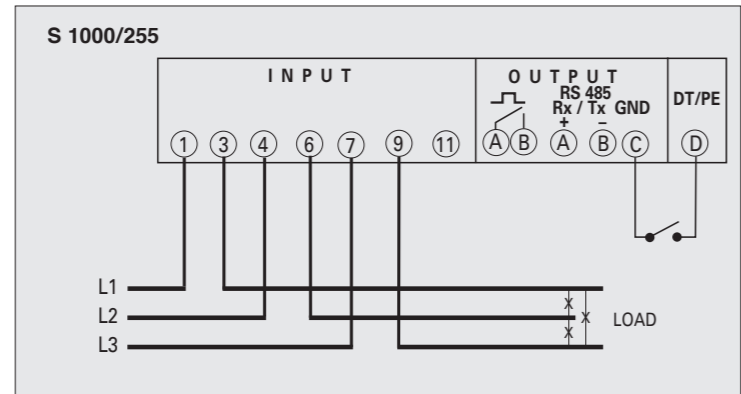 S 1000/255
INPUT
OUTPUT
RS 485
Rx / Tx GND
+ –
DT/PE
1 3 4 6 7 9 11 A B A B C D
L1
L2
L3
X
X
X
LOAD